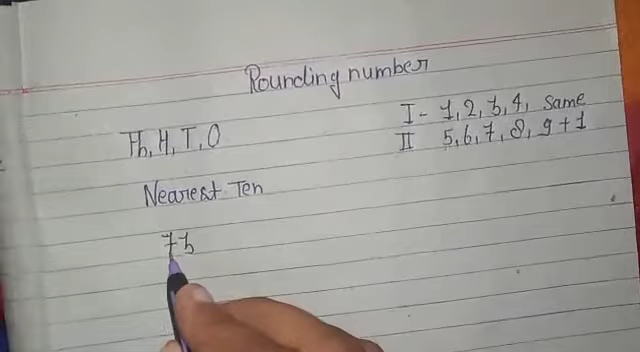 Rounding number
I - 1, 2, 3, 4, Same
Th, H, T, O
II 5, 6, 7, 8, 9 + 1
Nearest Ten
73